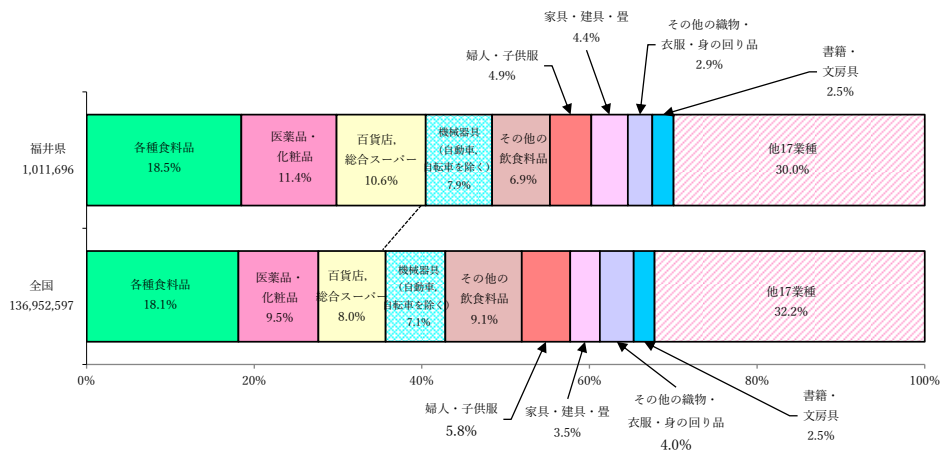 家具・建具・畳
4.4%
その他の織物・
衣服・身の回り品
2.9%
婦人・子供服
4.9%
書籍・
文房具
2.5%
福井県
1,011,696
各種食料品
18.5%
医薬品・
化粧品
11.4%
百貨店,
総合スーパー
10.6%
機械器具
(自動車,
自転車を除く)
7.9%
その他の
飲食料品
6.9%
他17業種
30.0%
全国
136,952,597
各種食料品
18.1%
医薬品・
化粧品
9.5%
百貨店,
総合スーパー
8.0%
機械器具
(自動車,
自転車を除く)
7.1%
その他の
飲食料品
9.1%
他17業種
32.2%
0%
20%
40%
60%
80%
100%
婦人・子供服
5.8%
家具・建具・畳
3.5%
その他の織物・
衣服・身の回り品
4.0%
書籍・
文房具
2.5%